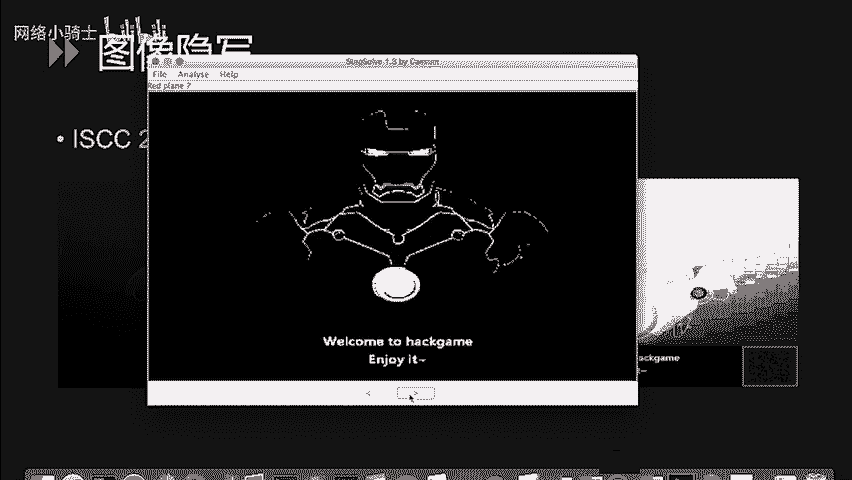 网络小骑士
图像隐写
StegSolve 1.3 by Caesum
File Analyse Help
Red plane 7
• ISCC 2
Welcome to hackgame
Enjoy it~
ackgame
< >